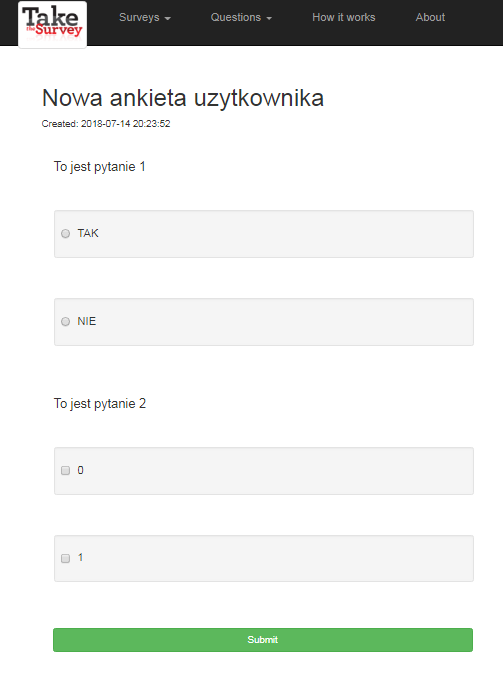 Take
the Survey
Surveys
Questions
How it works
About
Nowa ankieta uzytkownika
Created: 2018-07-14 20:23:52
To jest pytanie 1
TAK
NIE
To jest pytanie 2
0
1
Submit